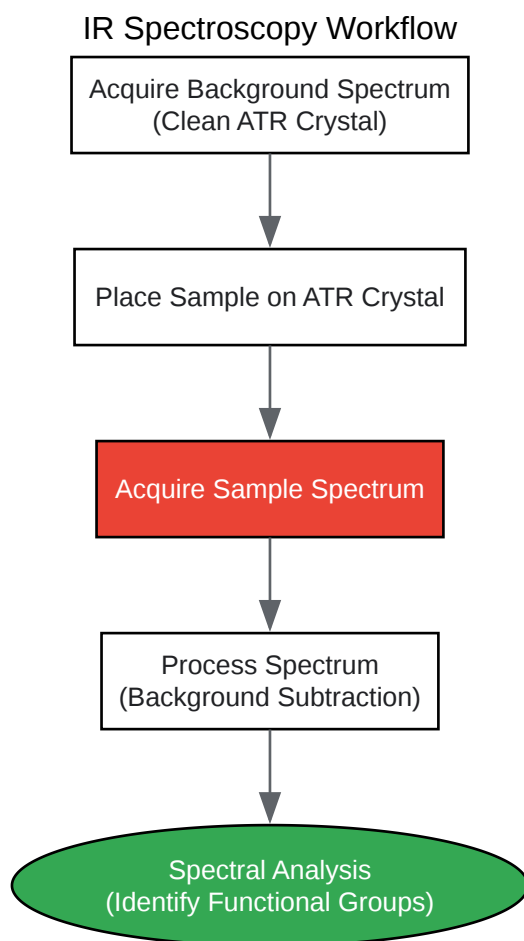 IR Spectroscopy Workflow
Acquire Background Spectrum
(Clean ATR Crystal)
Place Sample on ATR Crystal
Acquire Sample Spectrum
Process Spectrum
(Background Subtraction)
Spectral Analysis
(Identify Functional Groups)